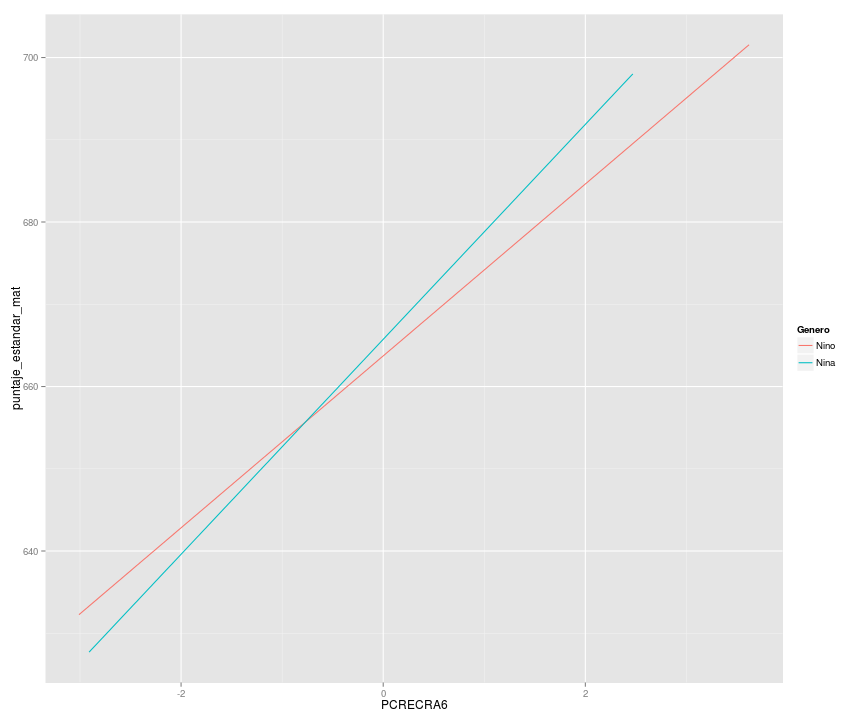 700
680
660
640
puntaje_estandar_mat
-2
0
2
PCRECRA6
Genero
Nino
Nina